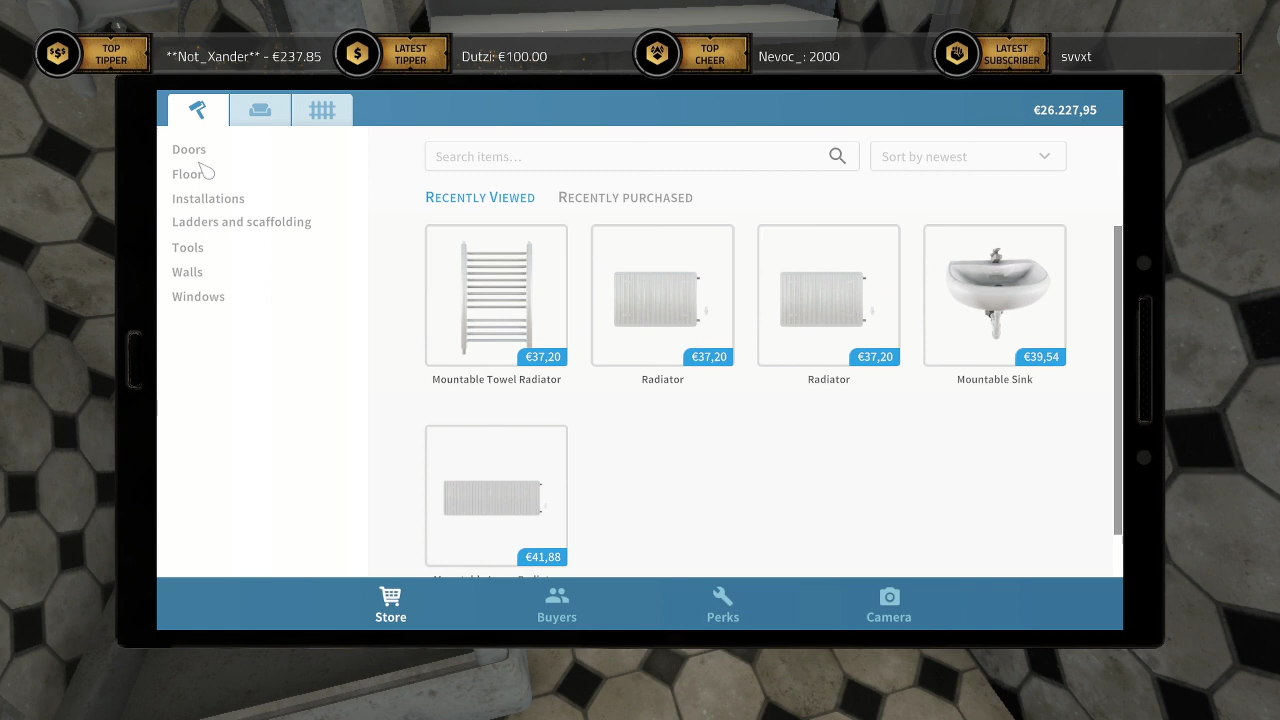 TOP TIPPER
**Not_Xander** - €237.85
LATEST TIPPER
Dutzi: €100.00
TOP CHEER
Nevoc_: 2000
LATEST SUBSCRIBER
svvxt
€26.227,95
Doors
Floor
Installations
Ladders and scaffolding
Tools
Walls
Windows
Search items...
Sort by newest
Recently Viewed
Recently purchased
€37,20
€37,20
€37,20
€39,54
Mountable Towel Radiator
Radiator
Radiator
Mountable Sink
€41,88
Store
Buyers
Perks
Camera